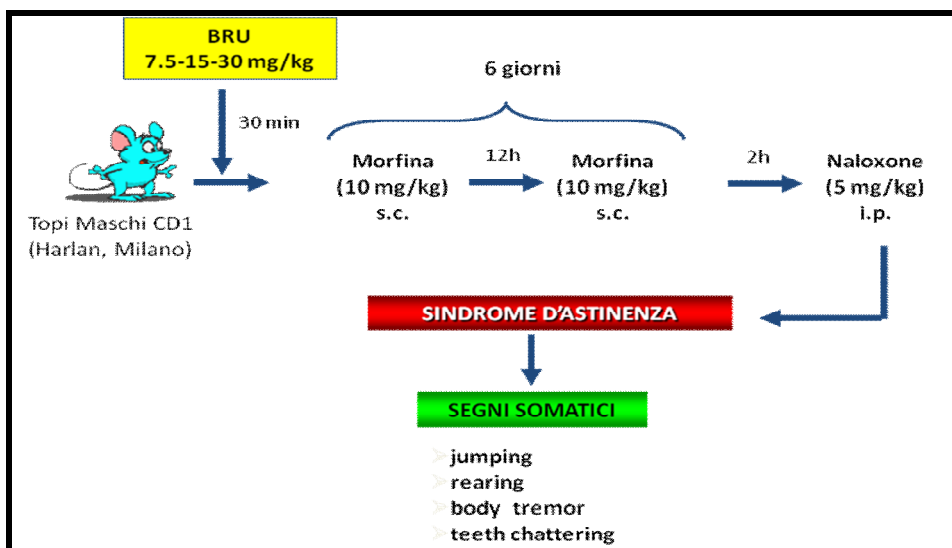 BRU
7.5-15-30 mg/kg
6 giorni
30 min
Morfina
(10 mg/kg)
s.c.
12h
Morfina
(10 mg/kg)
s.c.
2h
Naloxone
(5 mg/kg)
i.p.
Topi Maschi CD1
(Harlan, Milano)
SINDROME D'ASTINENZA
SEGNI SOMATICI
jumping
rearing
body tremor
teeth chattering